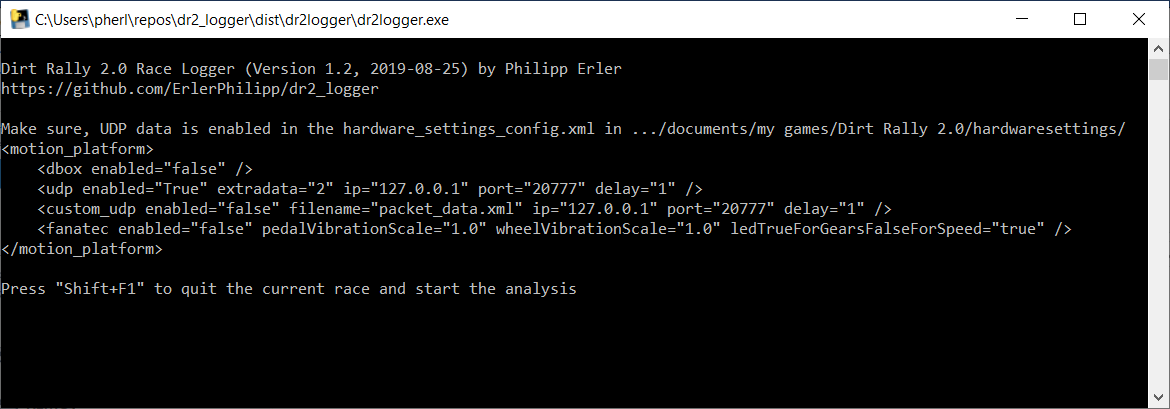 C:\Users\pherl\repos\dr2_logger\dist\dr2logger\dr2logger.exe
Dirt Rally 2.0 Race Logger (Version 1.2, 2019-08-25) by Philipp Erler
https://github.com/ErlerPhilipp/dr2_logger
Make sure, UDP data is enabled in the hardware_settings_config.xml in .../documents/my games/Dirt Rally 2.0/hardwaresettings/
<motion_platform>
    <dbox enabled="false" />
    <udp enabled="True" extradata="2" ip="127.0.0.1" port="20777" delay="1" />
    <custom_udp enabled="false" filename="packet_data.xml" ip="127.0.0.1" port="20777" delay="1" />
    <fanatec enabled="false" pedalVibrationScale="1.0" wheelVibrationScale="1.0" ledTrueForGearsFalseForSpeed="true" />
</motion_platform>
Press "Shift+F1" to quit the current race and start the analysis